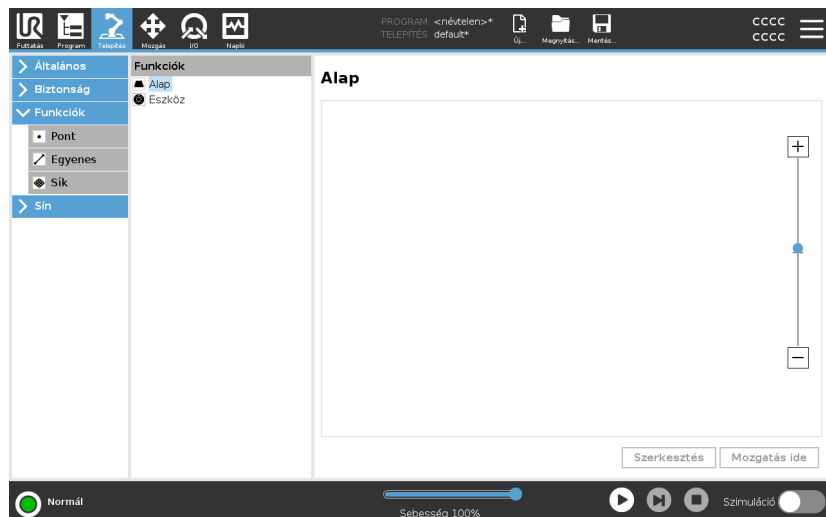 PROGRAM <névtelen>*
TELEPÍTÉS default*
Futtatás Program Telepítés Mozgás I/O Napló
Új... Megnyitás... Mentés...
CCCC
CCCC
Általános
Biztonság
Funkciók
Pont
Egyenes
Sík
Sín
Funkciók
Alap
Eszköz
Alap
+
−
Szerkesztés Mozgatás ide
Normál
Sebesség 100%
Szimuláció